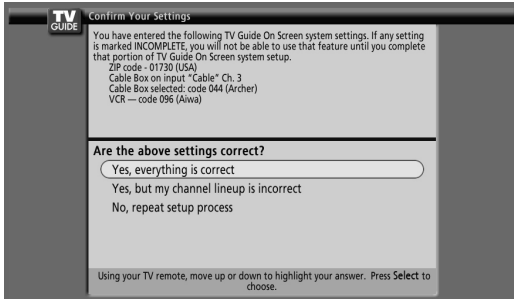 TV
GUIDE
Confirm Your Settings
You have entered the following TV Guide On Screen system settings. If any setting
is marked INCOMPLETE, you will not be able to use that feature until you complete
that portion of TV Guide On Screen system setup.
ZIP code - 01730 (USA)
Cable Box on input "Cable" Ch. 3
Cable Box selected: code 044 (Archer)
VCR — code 096 (Aiwa)
Are the above settings correct?
Yes, everything is correct
Yes, but my channel lineup is incorrect
No, repeat setup process
Using your TV remote, move up or down to highlight your answer. Press Select to
choose.